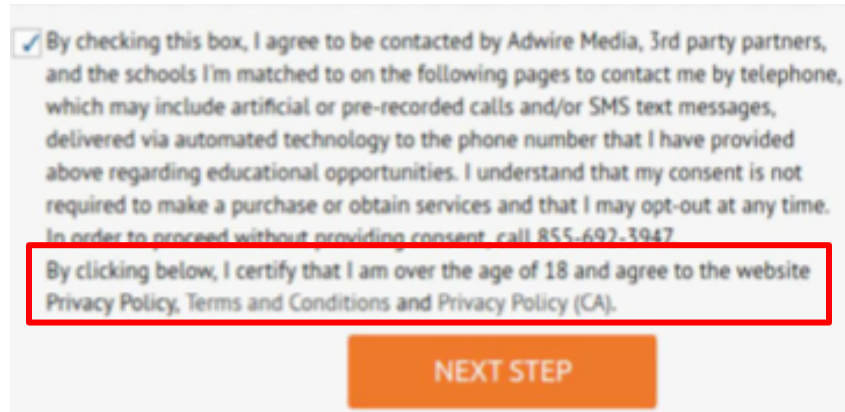 By checking this box, I agree to be contacted by Adwire Media, 3rd party partners,
and the schools I'm matched to on the following pages to contact me by telephone,
which may include artificial or pre-recorded calls and/or SMS text messages,
delivered via automated technology to the phone number that I have provided
above regarding educational opportunities. I understand that my consent is not
required to make a purchase or obtain services and that I may opt-out at any time.
In order to proceed without providing consent, call 855-692-3947
By clicking below, I certify that I am over the age of 18 and agree to the website
Privacy Policy, Terms and Conditions and Privacy Policy (CA).
NEXT STEP